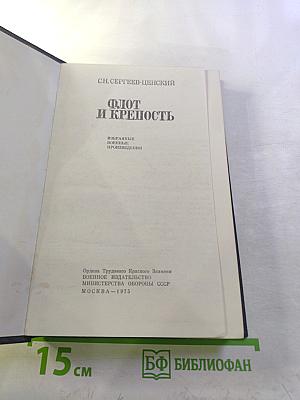 С.Н. СЕРГЕЕВ-ЦЕНСКИЙ
ФЛОТ
И КРЕПОСТЬ
ИЗБРАННЫЕ
ВОЕННЫЕ
ПРОИЗВЕДЕНИЯ
Ордена Трудового Красного Знамени
ВОЕННОЕ ИЗДАТЕЛЬСТВО
МИНИСТЕРСТВА ОБОРОНЫ СССР
МОСКВА — 1975
15 см
БФ БИБЛИОФАН